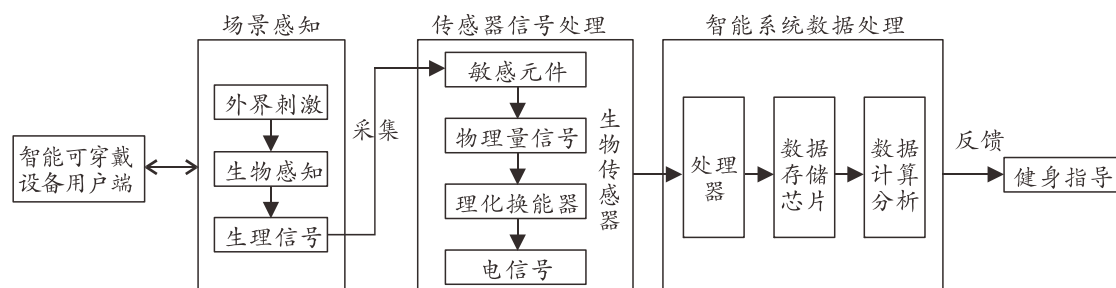 智能可穿戴
设备用户端
场景感知
外界刺激
生物感知
生理信号
采集
传感器信号处理
敏感元件
物理量信号
理化换能器
电信号
生物传感器
智能系统数据处理
处理
器
数据
存储
芯片
数据
计算
分析
反馈
健身指导